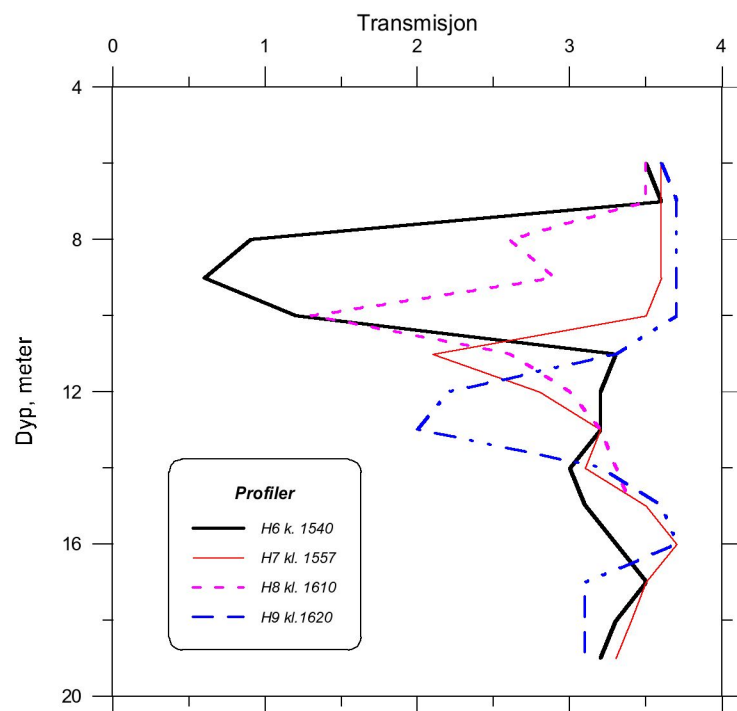 Transmisjon
0 1 2 3 4
4
8
12
16
20
Dyp, meter
Profiler
H6 k. 1540
H7 kl. 1557
H8 kl. 1610
H9 kl.1620